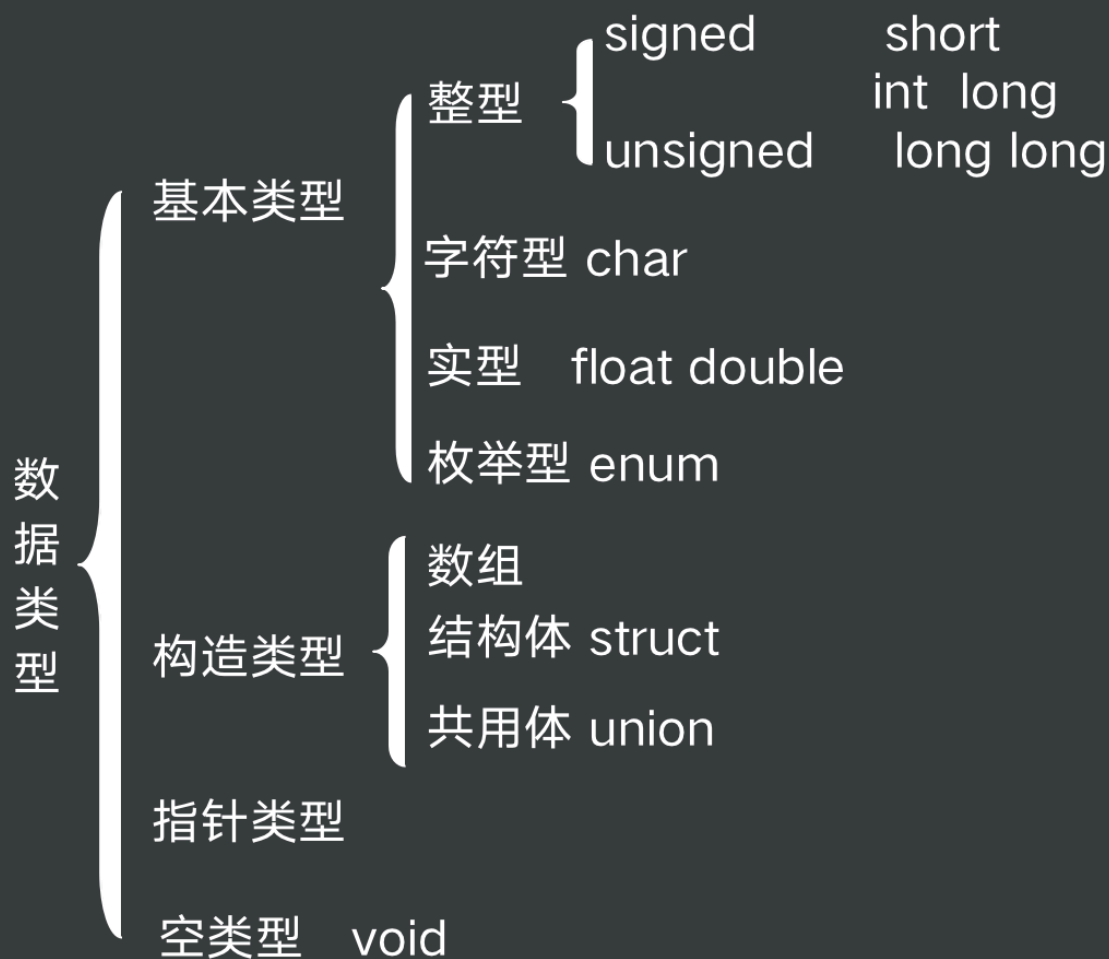 数据类型
基本类型
整型
signed short
int long
unsigned long long
字符型 char
实型 float double
枚举型 enum
构造类型
数组
结构体 struct
共用体 union
指针类型
空类型 void